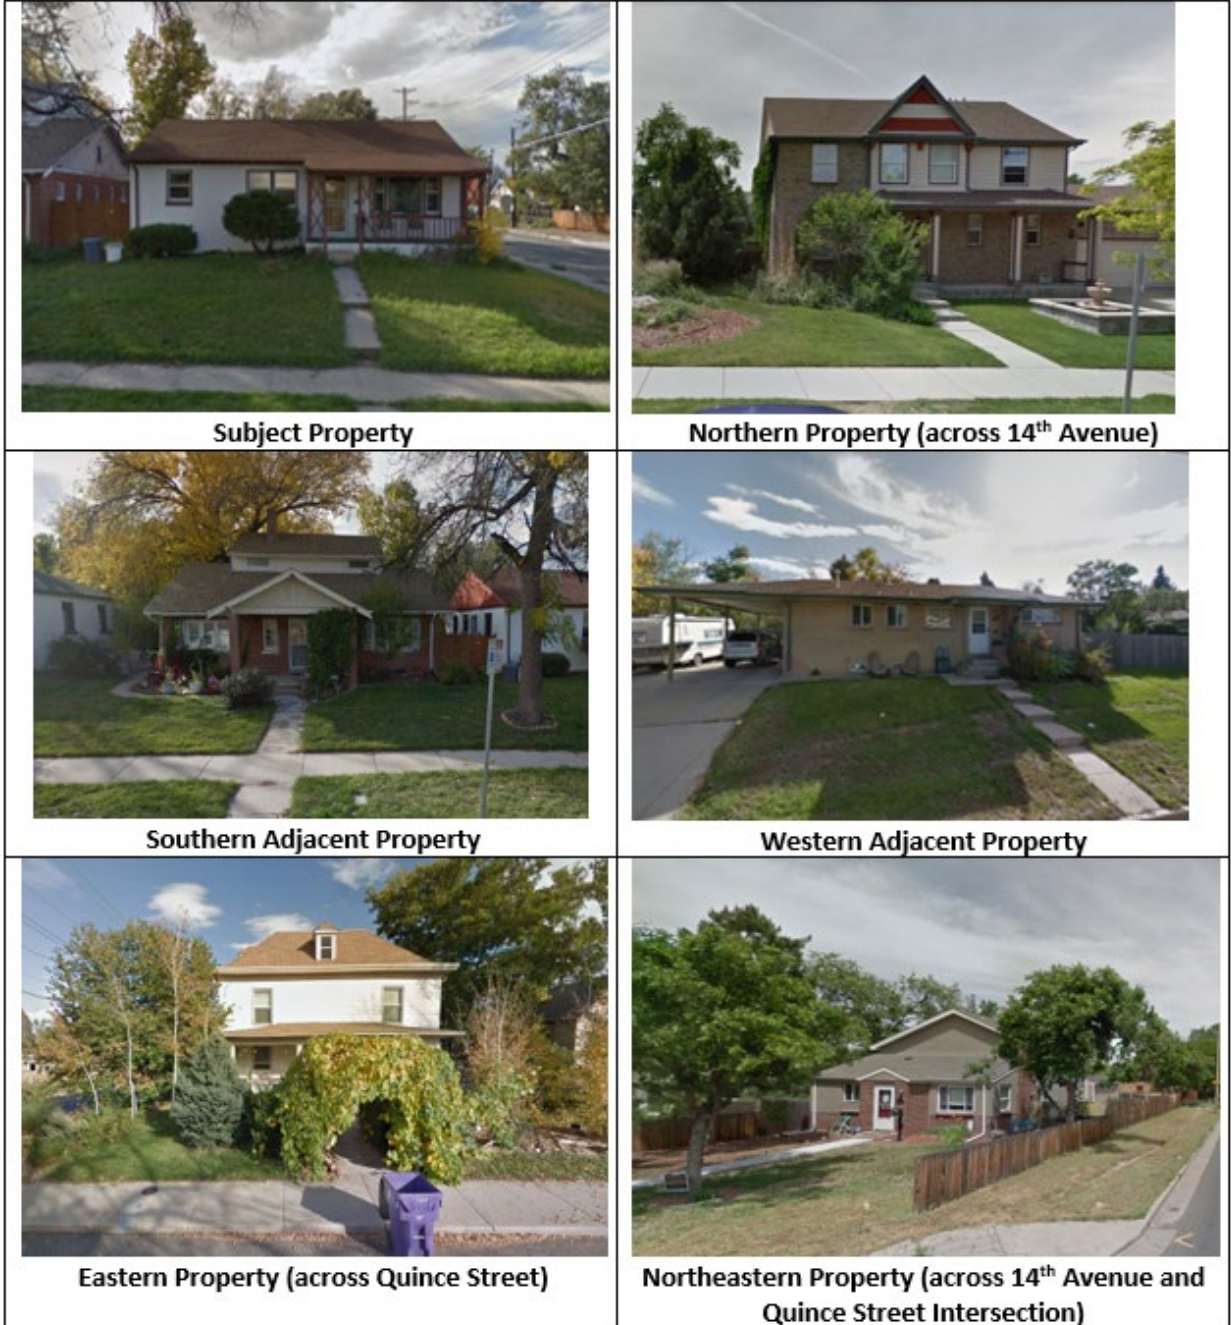 Subject Property
Northern Property (across 14th Avenue)
Southern Adjacent Property
Western Adjacent Property
Eastern Property (across Quince Street)
Northeastern Property (across 14th Avenue and
Quince Street Intersection)